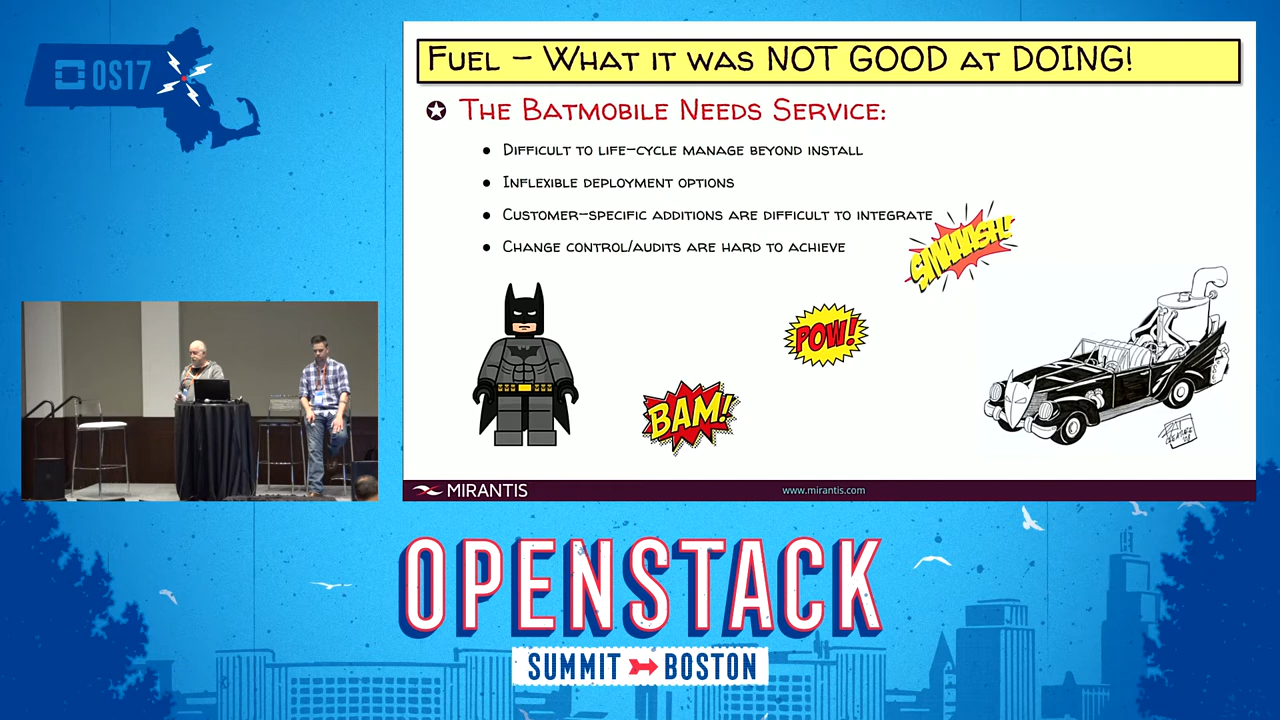 OS17
Fuel – What it was NOT GOOD at DOING!
The Batmobile Needs Service:
Difficult to life-cycle manage beyond install
Inflexible deployment options
Customer-specific additions are difficult to integrate
Change control/audits are hard to achieve
SMAAASH!
POW!
BAM!
MIRANTIS
www.mirantis.com
OPENSTACK
SUMMIT BOSTON